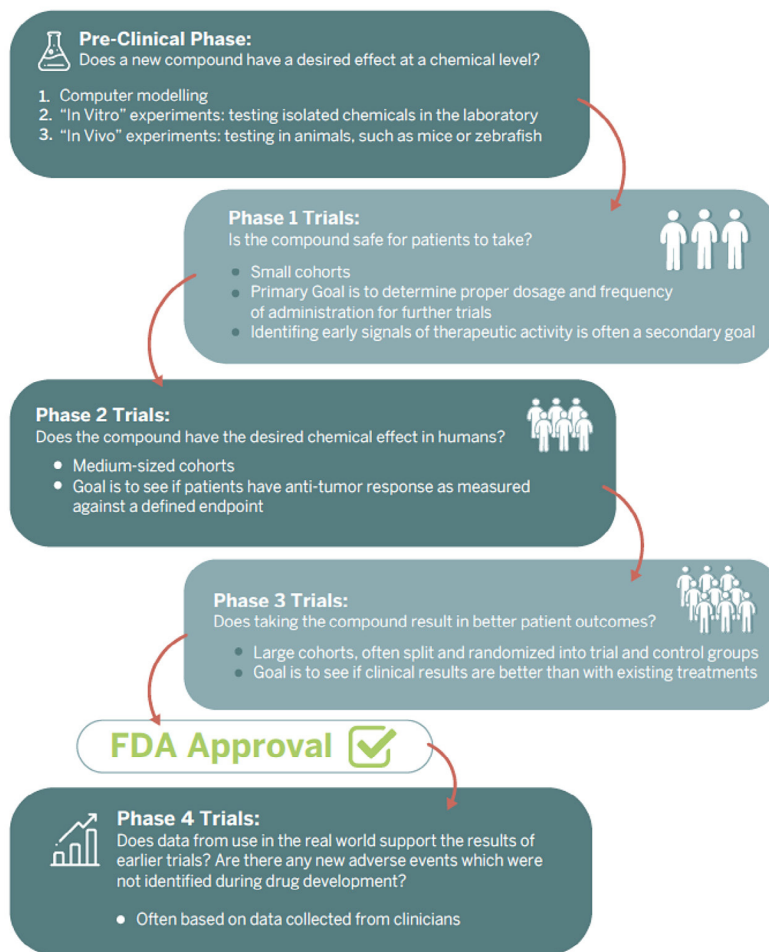 Pre-Clinical Phase:
Does a new compound have a desired effect at a chemical level?
1. Computer modelling
2. “In Vitro” experiments: testing isolated chemicals in the laboratory
3. “In Vivo” experiments: testing in animals, such as mice or zebrafish
Phase 1 Trials:
Is the compound safe for patients to take?
• Small cohorts
• Primary Goal is to determine proper dosage and frequency
of administration for further trials
• Identifing early signals of therapeutic activity is often a secondary goal
Phase 2 Trials:
Does the compound have the desired chemical effect in humans?
• Medium-sized cohorts
• Goal is to see if patients have anti-tumor response as measured
against a defined endpoint
Phase 3 Trials:
Does taking the compound result in better patient outcomes?
• Large cohorts, often split and randomized into trial and control groups
• Goal is to see if clinical results are better than with existing treatments
FDA Approval
Phase 4 Trials:
Does data from use in the real world support the results of
earlier trials? Are there any new adverse events which were
not identified during drug development?
• Often based on data collected from clinicians